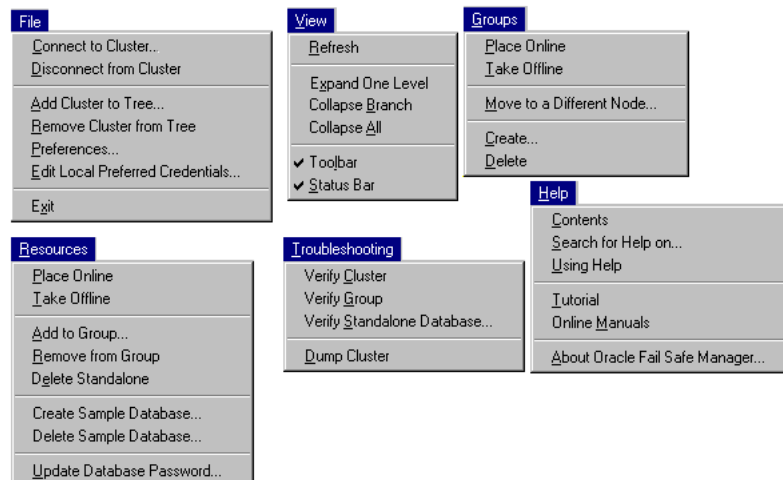 File
Connect to Cluster...
Disconnect from Cluster
Add Cluster to Tree...
Remove Cluster from Tree
Preferences...
Edit Local Preferred Credentials...
Exit
View
Refresh
Expand One Level
Collapse Branch
Collapse All
Toolbar
Status Bar
Groups
Place Online
Take Offline
Move to a Different Node...
Create...
Delete
Resources
Place Online
Take Offline
Add to Group...
Remove from Group
Delete Standalone
Create Sample Database...
Delete Sample Database...
Update Database Password...
Troubleshooting
Verify Cluster
Verify Group
Verify Standalone Database...
Dump Cluster
Help
Contents
Search for Help on...
Using Help
Tutorial
Online Manuals
About Oracle Fail Safe Manager...